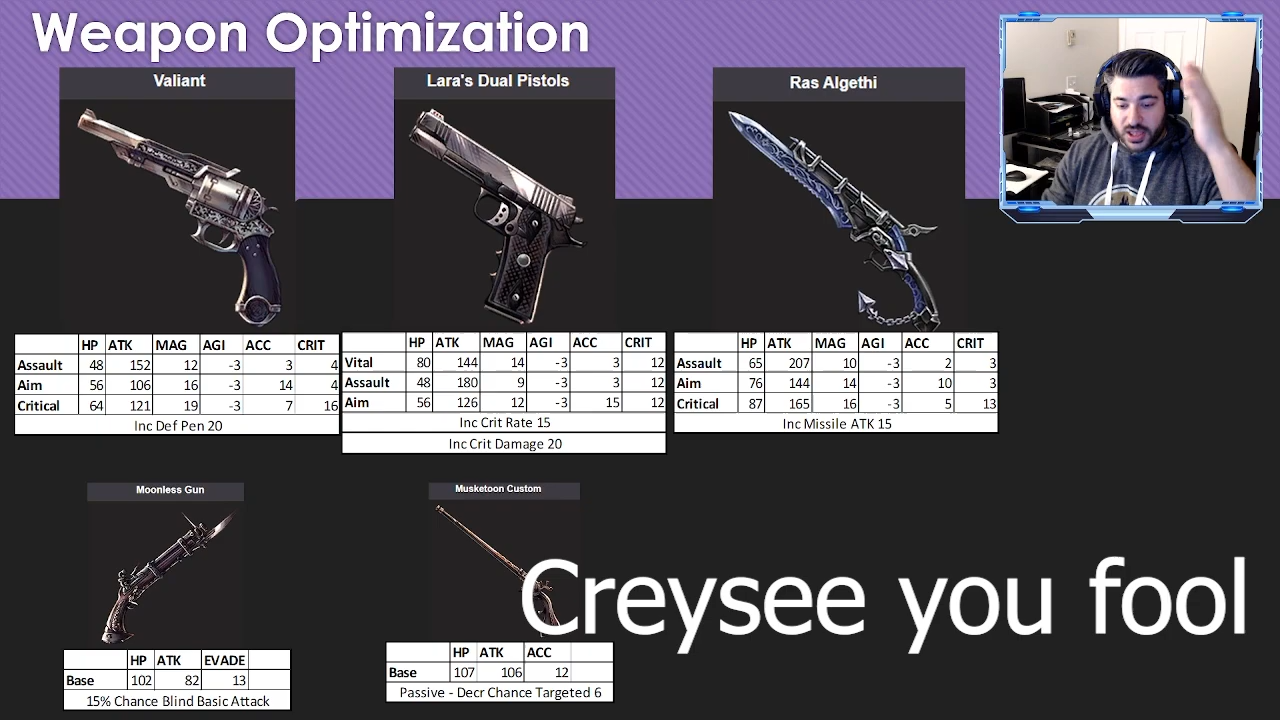 Weapon Optimization
Valiant
Lara's Dual Pistols
Ras Algethi
HP ATK MAG AGI ACC CRIT
Assault 48 152 12 -3 3 4
Aim 56 106 16 -3 14 4
Critical 64 121 19 -3 7 16
Inc Def Pen 20
HP ATK MAG AGI ACC CRIT
Vital 80 144 14 -3 3 12
Assault 48 180 9 -3 3 12
Aim 56 126 12 -3 15 12
Inc Crit Rate 15
Inc Crit Damage 20
HP ATK MAG AGI ACC CRIT
Assault 65 207 10 -3 2 3
Aim 76 144 14 -3 10 3
Critical 87 165 16 -3 5 13
Inc Missile ATK 15
Moonless Gun
Musketoon Custom
Creysee you fool
HP ATK EVADE
Base 102 82 13
15% Chance Blind Basic Attack
HP ATK ACC
Base 107 106 12
Passive - Decr Chance Targeted 6